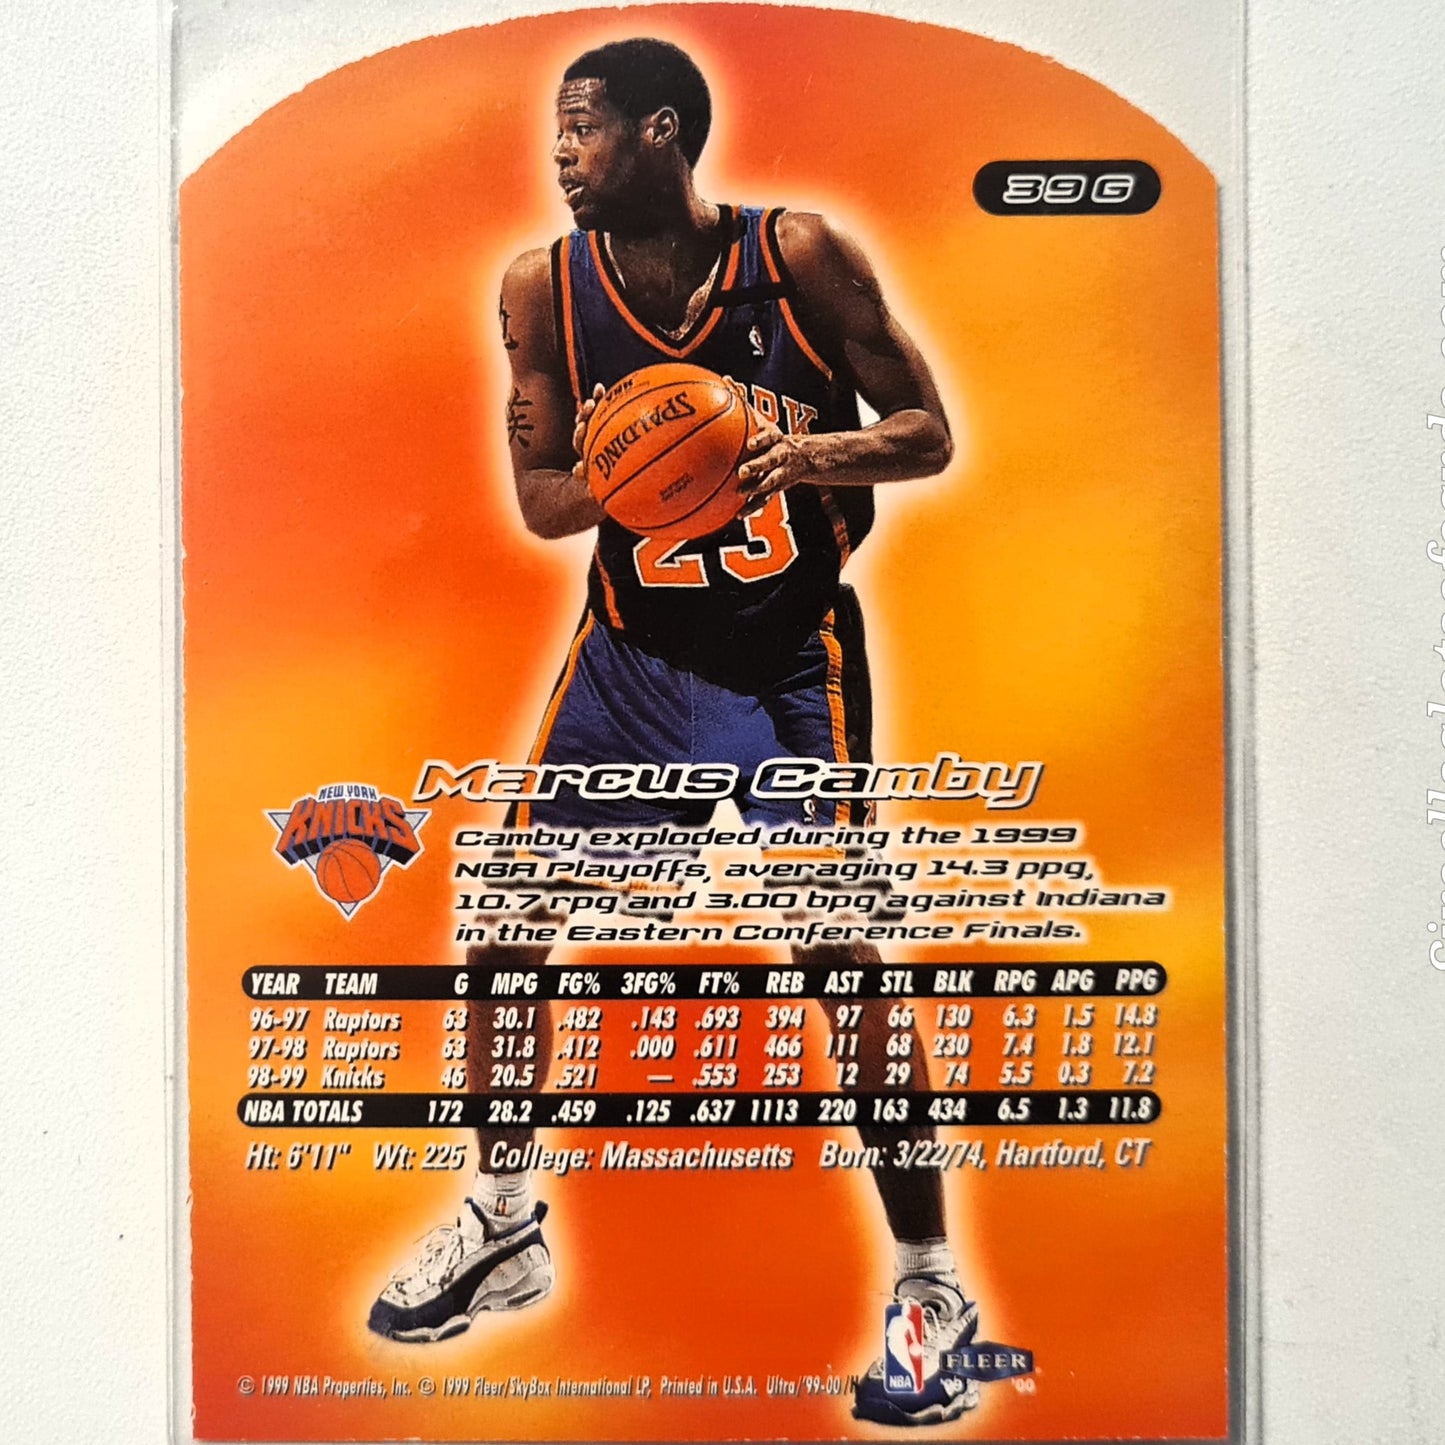 39 G
SPALDING
NBA
RK
23
Marcus Camby
NEW YORK
KNICKS
Camby exploded during the 1999
NBA Playoffs, averaging 14.3 ppg,
10.7 rpg and 3.00 bpg against Indiana
in the Eastern Conference Finals.
YEAR TEAM G MPG FG% 3FG% FT% REB AST STL BLK RPG APG PPG
96-97 Raptors 63 30.1 .482 .143 .693 394 97 66 130 6.3 1.5 14.8
97-98 Raptors 63 31.8 .412 .000 .611 466 111 68 230 7.4 1.8 12.1
98-99 Knicks 46 20.5 .521 — .553 253 12 29 74 5.5 0.3 7.2
NBA TOTALS 172 28.2 .459 .125 .637 1113 220 163 434 6.5 1.3 11.8
Ht: 6'11" Wt: 225 College: Massachusetts Born: 3/22/74, Hartford, CT
© 1999 NBA Properties, Inc. © 1999 Fleer/SkyBox International LP, Printed in U.S.A. Ultra/'99-00
NBA
FLEER
'99 '00